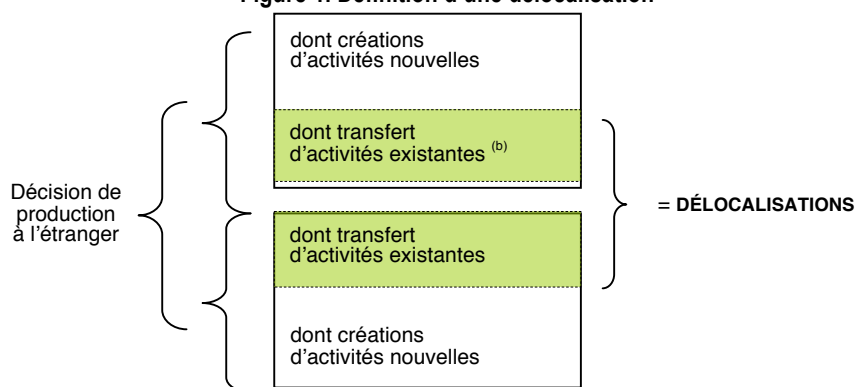 Figure 1. Définition d'une délocalisation
dont créations
d'activités nouvelles
dont transfert
d'activités existantes (b)
Décision de
production
à l'étranger
= DÉLOCALISATIONS
dont transfert
d'activités existantes
dont créations
d'activités nouvelles